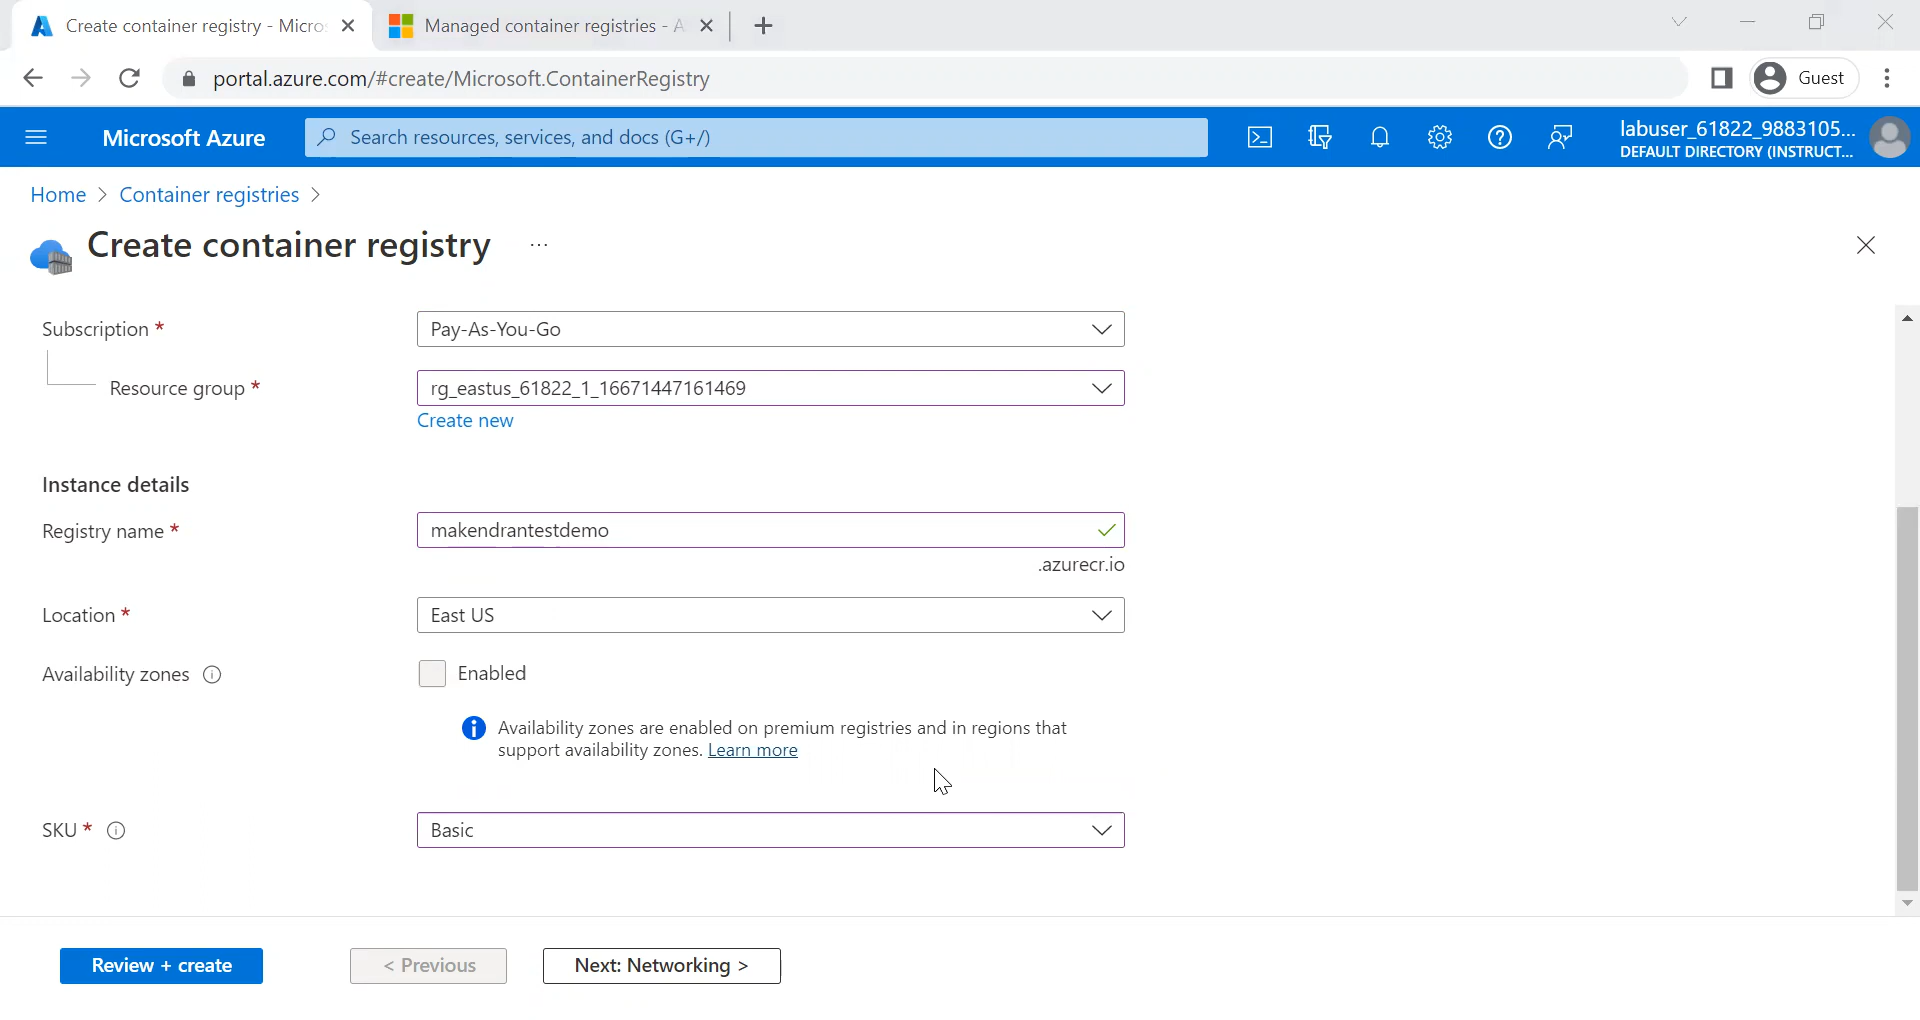 Create container registry - Micros
Managed container registries - A
portal.azure.com/#create/Microsoft.ContainerRegistry
Guest
Microsoft Azure
Search resources, services, and docs (G+/)
labuser_61822_9883105...
DEFAULT DIRECTORY (INSTRUCT...
Home > Container registries >
Create container registry ...
Subscription *
Pay-As-You-Go
Resource group *
rg_eastus_61822_1_16671447161469
Create new
Instance details
Registry name *
makendrantestdemo
.azurecr.io
Location *
East US
Availability zones
Enabled
Availability zones are enabled on premium registries and in regions that
support availability zones. Learn more
SKU *
Basic
Review + create
< Previous
Next: Networking >